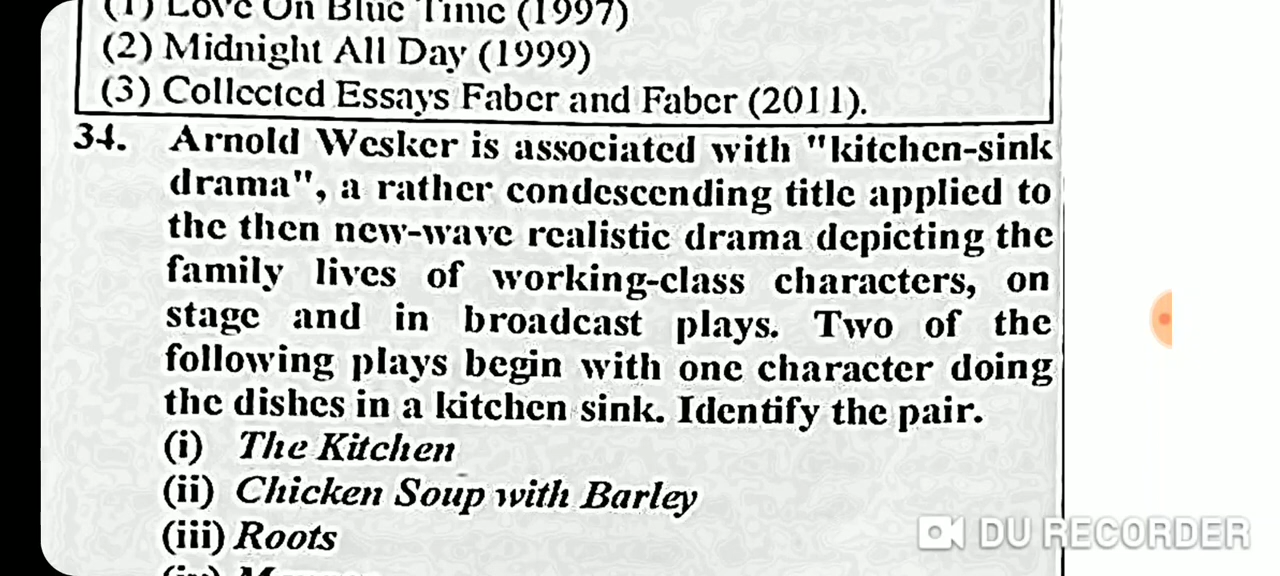 (1) Love On Blue Time (1997)
(2) Midnight All Day (1999)
(3) Collected Essays Faber and Faber (2011).
34. Arnold Wesker is associated with "kitchen-sink
drama", a rather condescending title applied to
the then new-wave realistic drama depicting the
family lives of working-class characters, on
stage and in broadcast plays. Two of the
following plays begin with one character doing
the dishes in a kitchen sink. Identify the pair.
(i) The Kitchen
(ii) Chicken Soup with Barley
(iii) Roots
(iv)
DU RECORDER